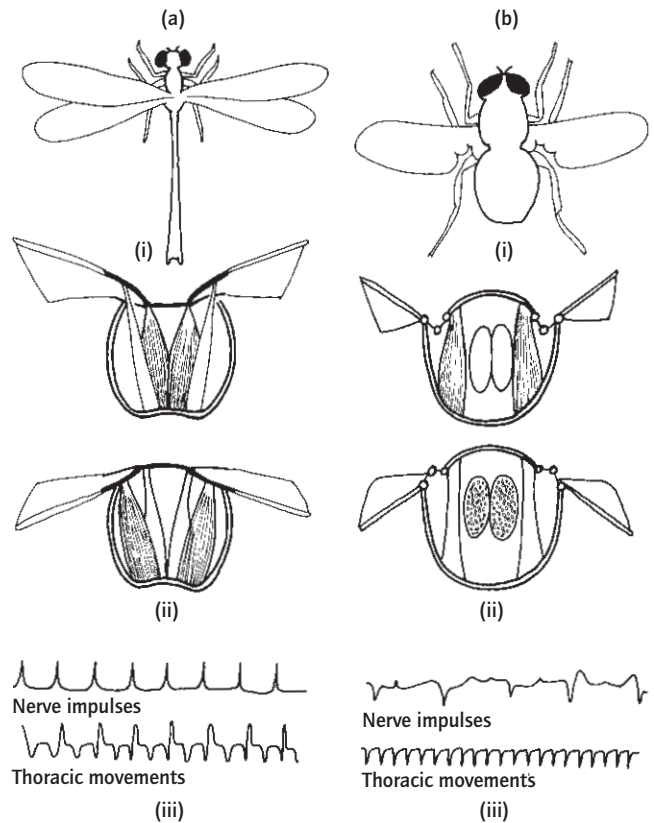 (a)
(b)
(i)
(i)
(ii)
(ii)
Nerve impulses
Nerve impulses
Thoracic movements
Thoracic movements
(iii)
(iii)